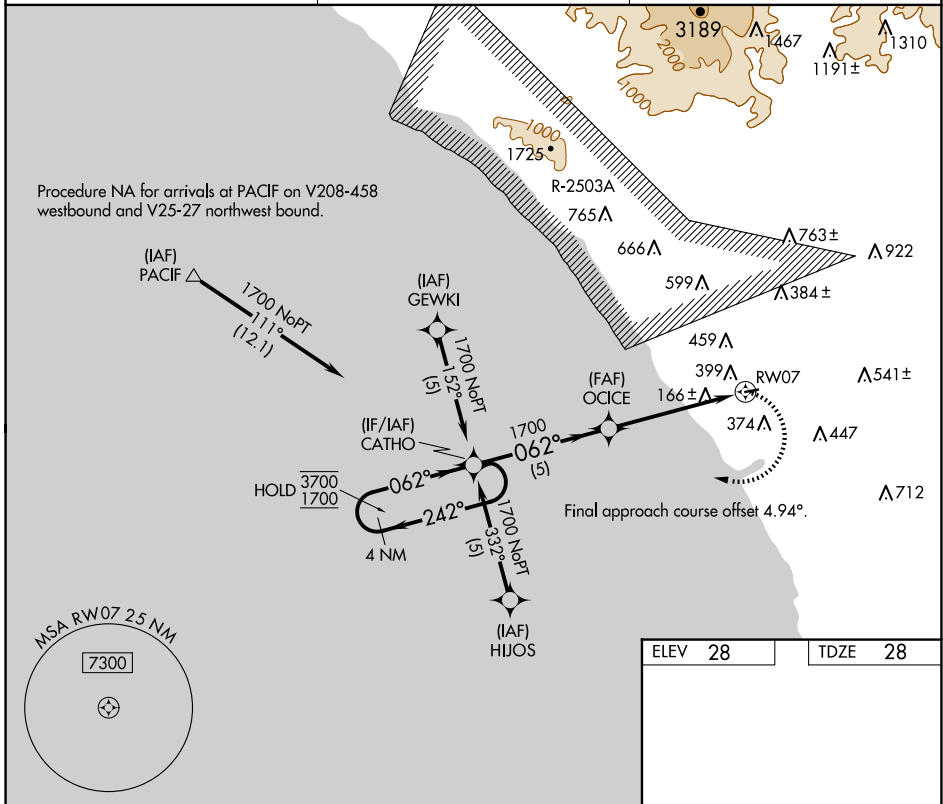 3189
1467
1310
1191±
2000
1000
1000
1725
R-2503A
765
666
599
763±
922
384±
459
399
RW07
541±
166±
374
447
712
Procedure NA for arrivals at PACIF on V208-458
westbound and V25-27 northwest bound.
(IAF)
PACIF
1700 NoPT
111°
(12.1)
(IAF)
GEWKI
1700 NoPT
152°
(5)
(FAF)
OCICE
(IF/IAF)
CATHO
1700
062°
(5)
HOLD
3700
1700
062°
242°
4 NM
1700 NoPT
332°
(5)
(IAF)
HIJOS
Final approach course offset 4.94°.
MSA RW07 25 NM
7300
ELEV 28
TDZE 28